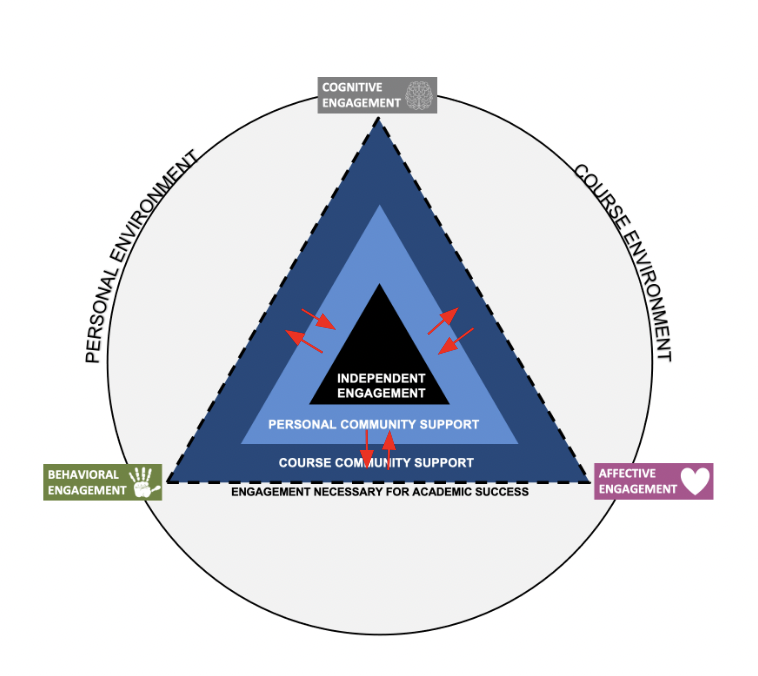 COGNITIVE
ENGAGEMENT
PERSONAL ENVIRONMENT
COURSE ENVIRONMENT
INDEPENDENT
ENGAGEMENT
PERSONAL COMMUNITY SUPPORT
COURSE COMMUNITY SUPPORT
BEHAVIORAL
ENGAGEMENT
AFFECTIVE
ENGAGEMENT
ENGAGEMENT NECESSARY FOR ACADEMIC SUCCESS